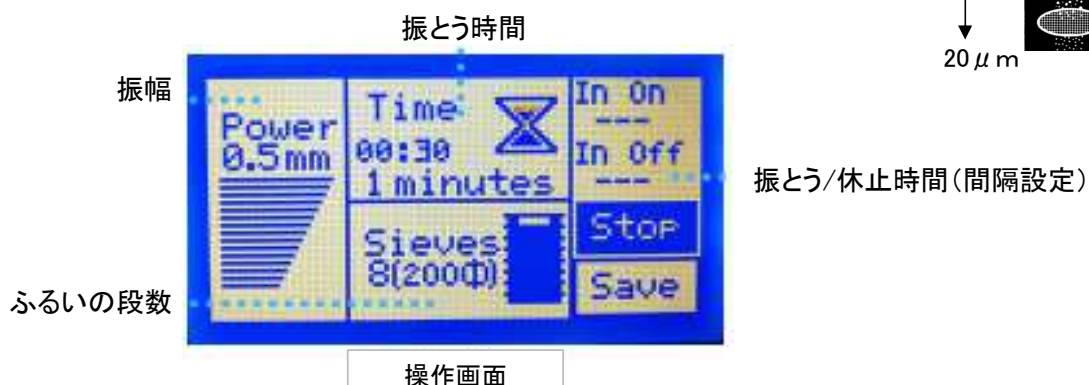 振とう時間
20μm
振幅
Power
0.5mm
Time
00:30
1minutes
In On
---
In Off
---
振とう/休止時間(間隔設定)
Sieves
8(200Φ)
Stop
Save
ふるいの段数
操作画面